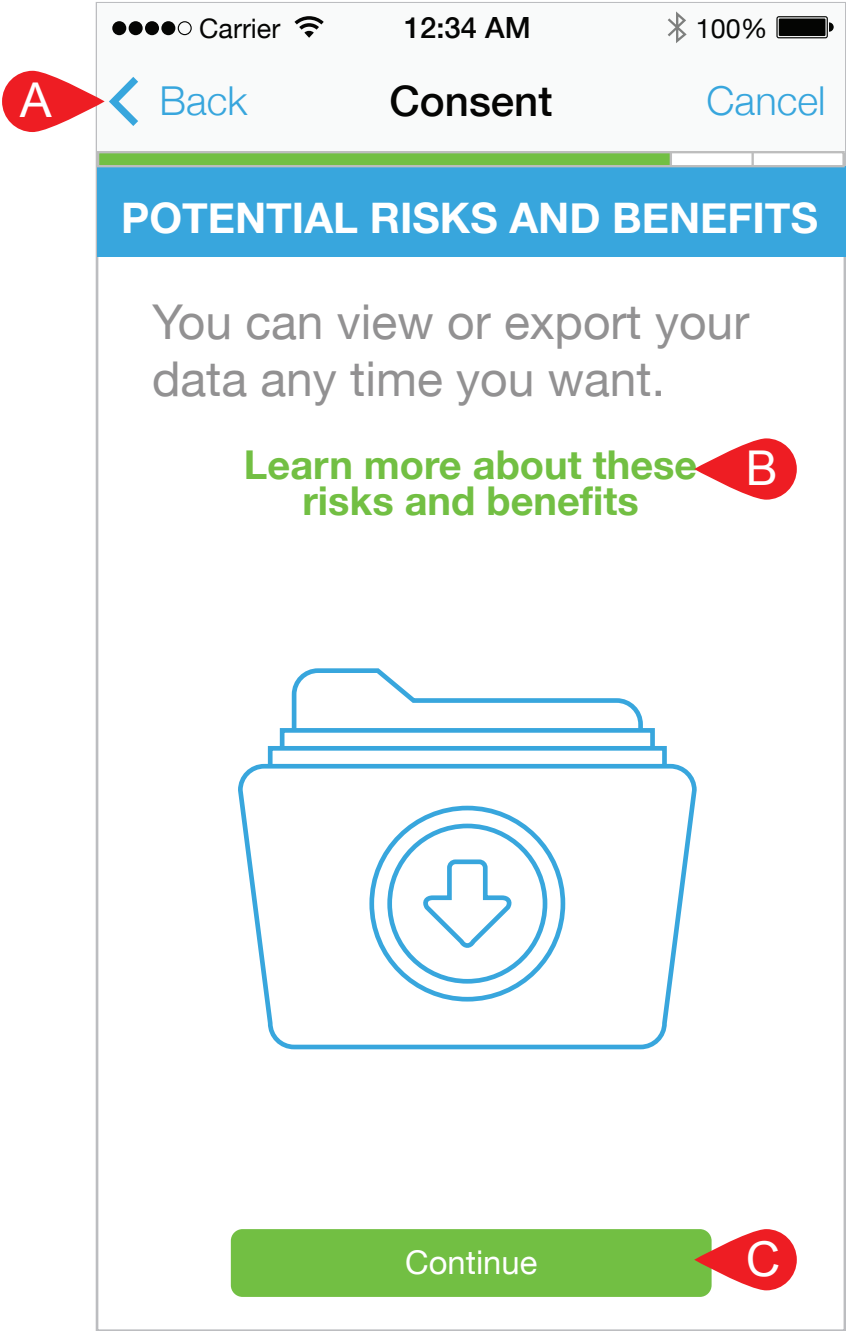 Carrier 12:34 AM 100%
A Back Consent Cancel
POTENTIAL RISKS AND BENEFITS
You can view or export your
data any time you want.
Learn more about these B
risks and benefits
Continue C